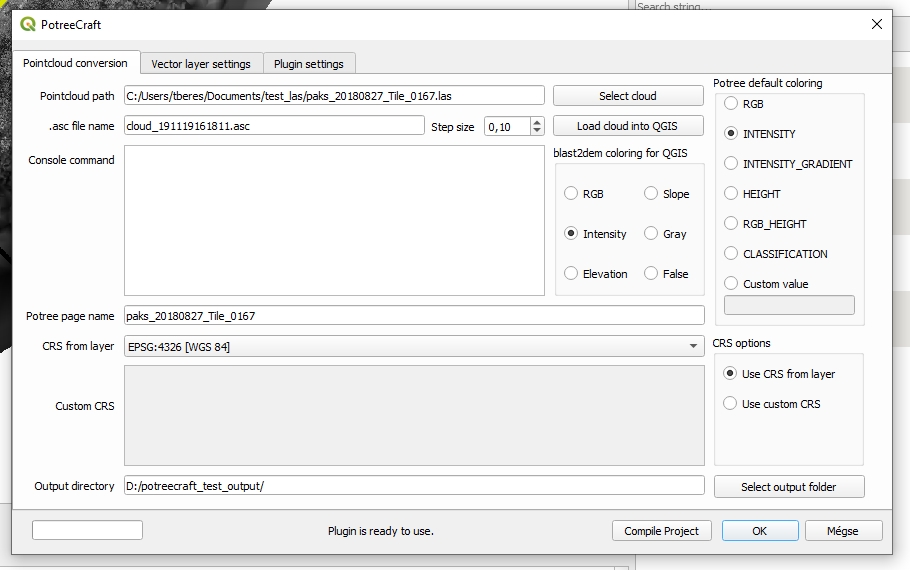 Search string..
PotreeCraft
Pointcloud conversion
Vector layer settings
Plugin settings
Pointcloud path
C:/Users/tberes/Documents/test_las/paks_20180827_Tile_0167.las
Select cloud
.asc file name
cloud_191119161811.asc
Step size
0,10
Load cloud into QGIS
Console command
blast2dem coloring for QGIS
RGB
Slope
Intensity
Gray
Elevation
False
Potree default coloring
RGB
INTENSITY
INTENSITY_GRADIENT
HEIGHT
RGB_HEIGHT
CLASSIFICATION
Custom value
Potree page name
paks_20180827_Tile_0167
CRS from layer
EPSG:4326 [WGS 84]
CRS options
Use CRS from layer
Use custom CRS
Custom CRS
Output directory
D:/potreecraft_test_output/
Select output folder
Plugin is ready to use.
Compile Project
OK
Mégse